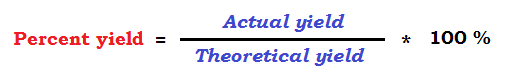 Percent yield = Actual yield / Theoretical yield * 100 %